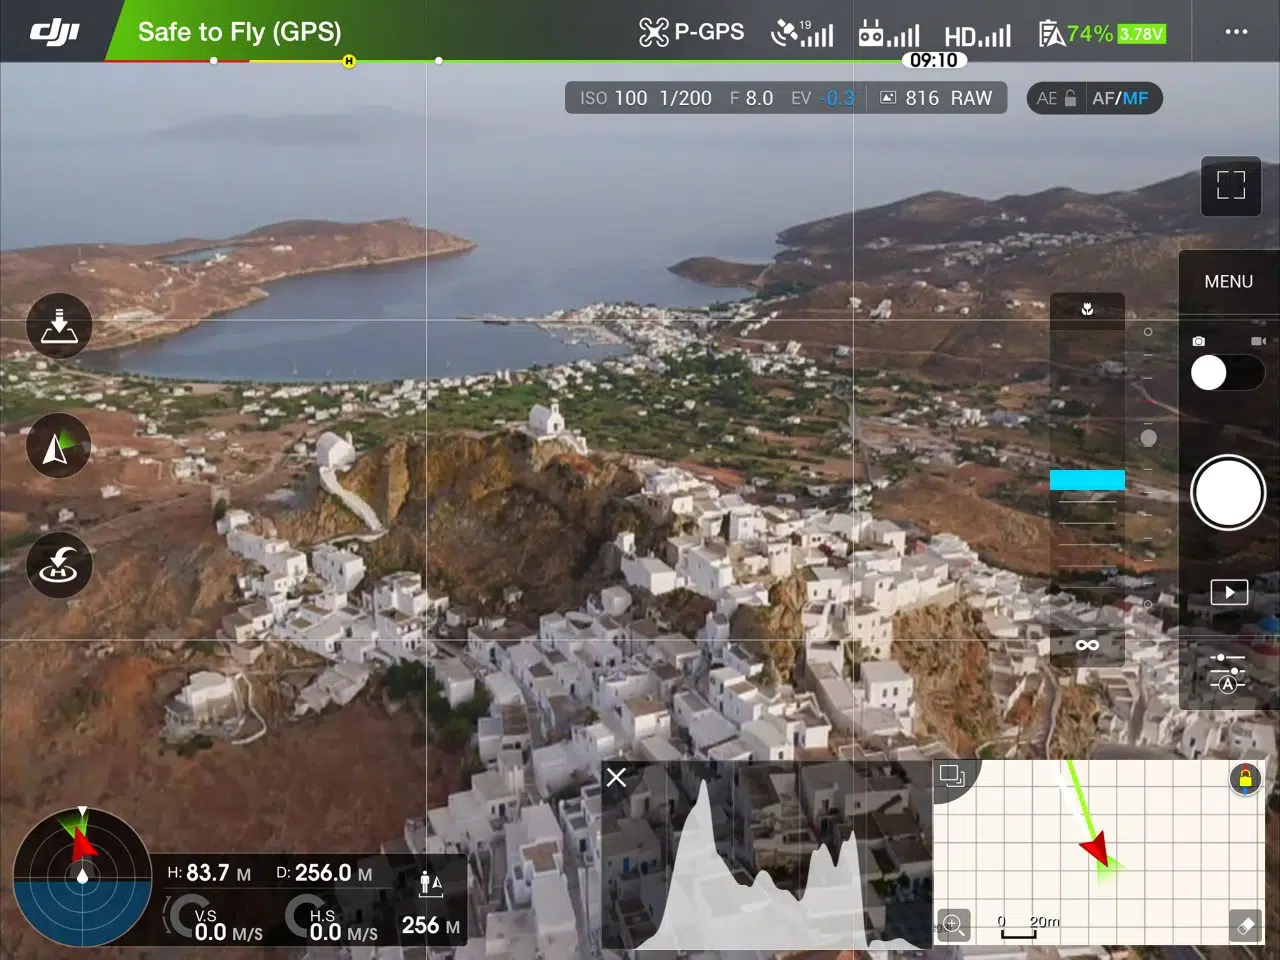 dji Safe to Fly (GPS) P-GPS 19 HD 74% 3.78V
H 09:10
ISO 100 1/200 F 8.0 EV -0.3 816 RAW AE AF/MF
MENU
H
A
H: 83.7 M D: 256.0 M
V.S 0.0 M/S H.S 0.0 M/S 256 M
0 20m